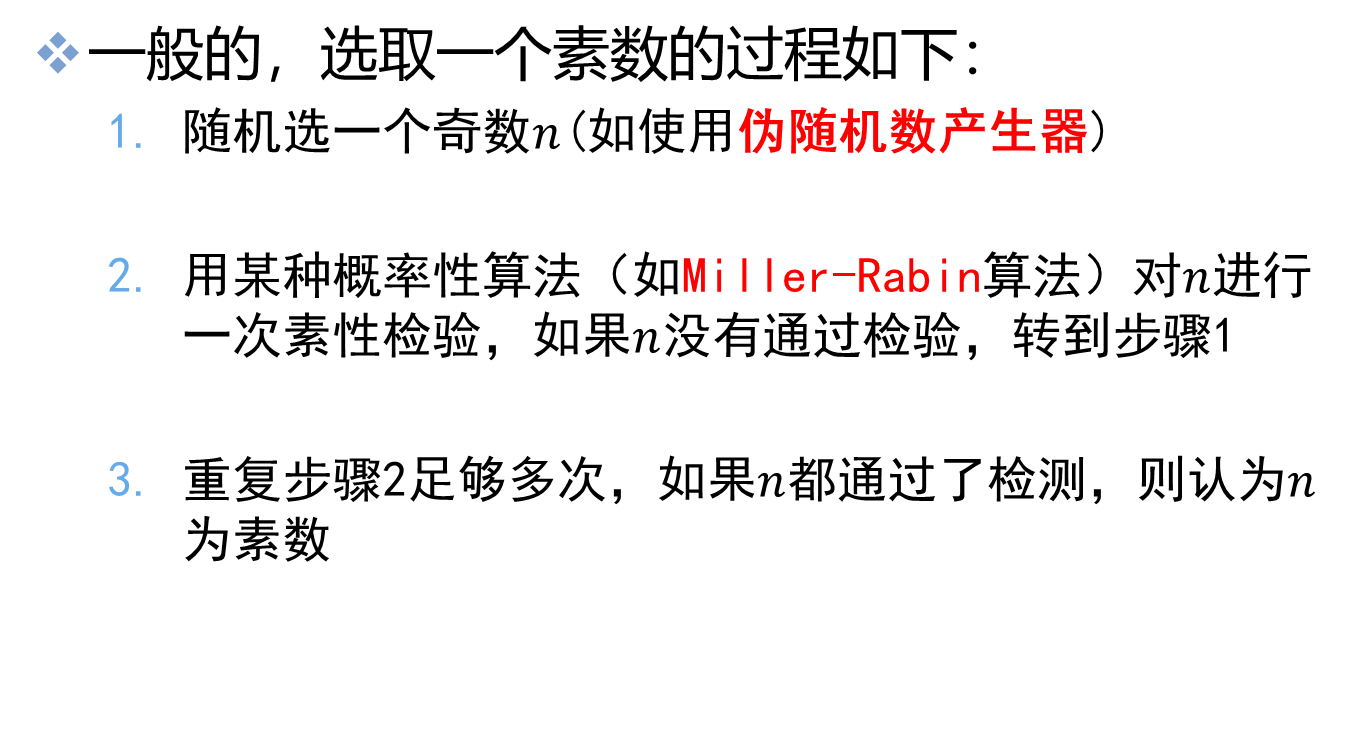 ❖一般的，选取一个素数的过程如下：
1. 随机选一个奇数𝑛(如使用伪随机数产生器)
2. 用某种概率性算法（如Miller-Rabin算法）对𝑛进行
一次素性检验，如果𝑛没有通过检验，转到步骤1
3. 重复步骤2足够多次，如果𝑛都通过了检测，则认为𝑛
为素数